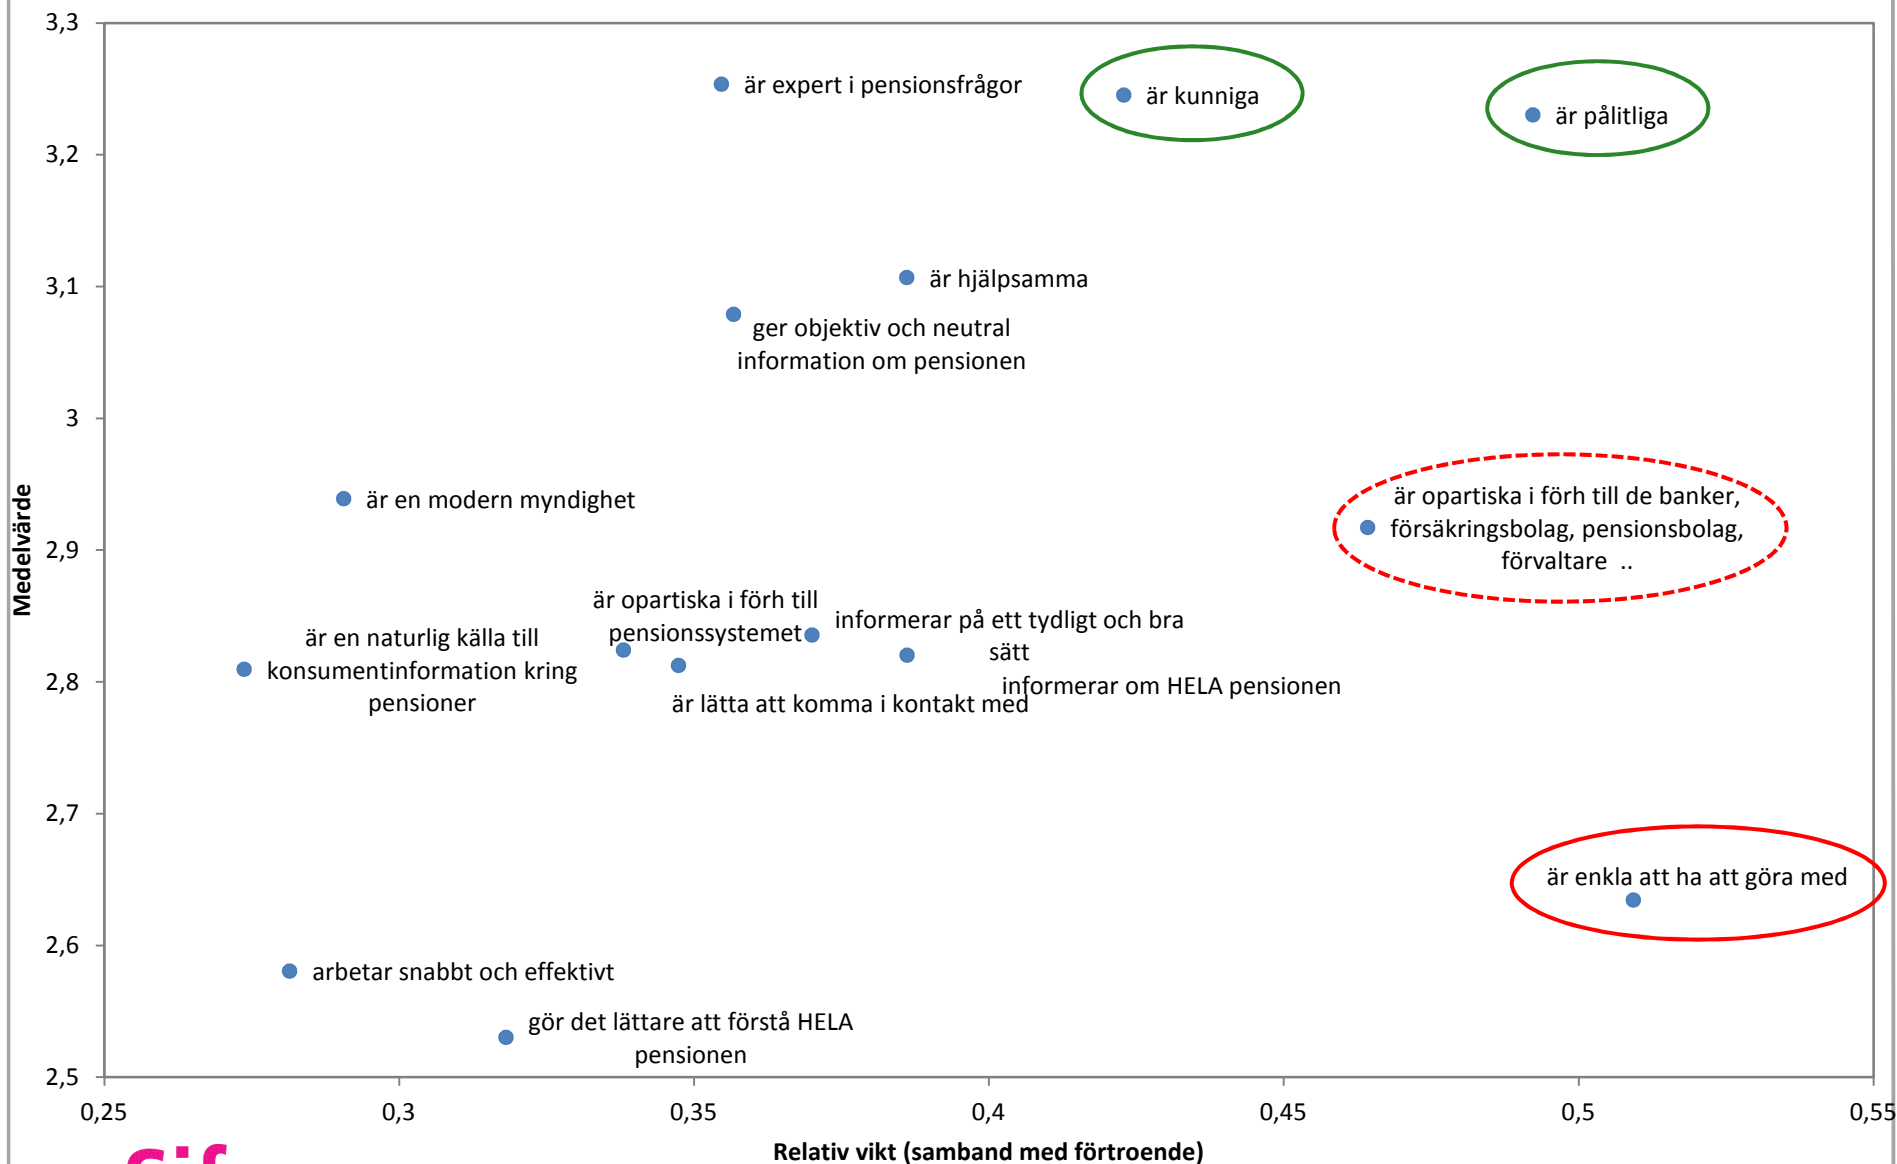 3,3
3,2
3,1
3
2,9
2,8
2,7
2,6
2,5
Medelvärde
är expert i pensionsfrågor
är kunniga
är pålitliga
är hjälpsamma
ger objektiv och neutral
information om pensionen
är en modern myndighet
är opartiska i förh till de banker,
försäkringsbolag, pensionsbolag,
förvaltare ..
är opartiska i förh till
pensionssystemet
informerar på ett tydligt och bra
sätt
är en naturlig källa till
konsumentinformation kring
pensioner
informerar om HELA pensionen
är lätta att komma i kontakt med
är enkla att ha att göra med
arbetar snabbt och effektivt
gör det lättare att förstå HELA
pensionen
0,25
0,3
0,35
0,4
0,45
0,5
0,55
Relativ vikt (samband med förtroende)